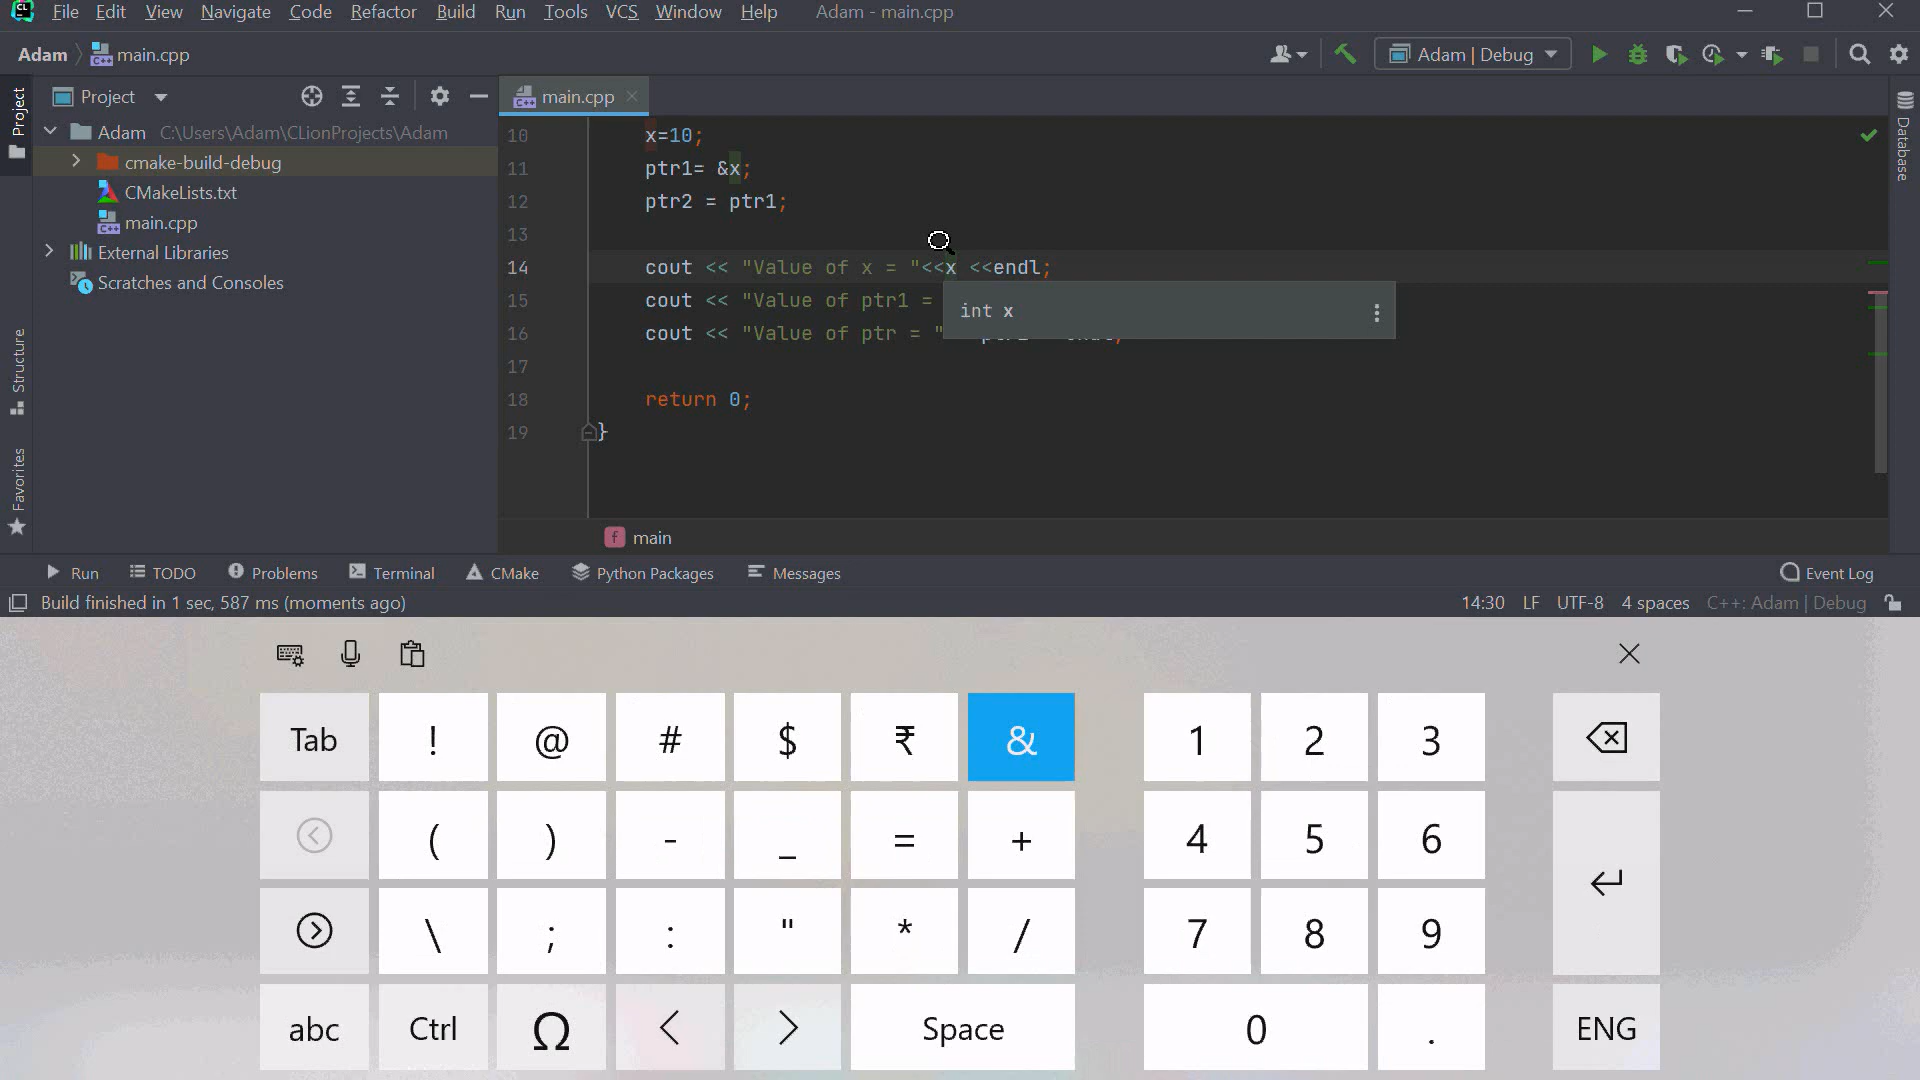 CL File Edit View Navigate Code Refactor Build Run Tools VCS Window Help Adam - main.cpp
Adam main.cpp Adam | Debug
Project Project main.cpp
Adam C:\Users\Adam\CLionProjects\Adam
cmake-build-debug
CMakeLists.txt
main.cpp
External Libraries
Scratches and Consoles
Structure
Favorites
Database
10 x=10;
11 ptr1= &x;
12 ptr2 = ptr1;
13
14 cout << "Value of x = "<<x <<endl;
15 cout << "Value of ptr1 =
int x
16 cout << "Value of ptr = "
17
18 return 0;
19 }
f main
Run TODO Problems Terminal CMake Python Packages Messages Event Log
Build finished in 1 sec, 587 ms (moments ago) 14:30 LF UTF-8 4 spaces C++: Adam | Debug
Tab ! @ # $ ₹ & 1 2 3
( ) - _ = + 4 5 6
\ ; : " * / 7 8 9
abc Ctrl Ω < > Space 0 . ENG